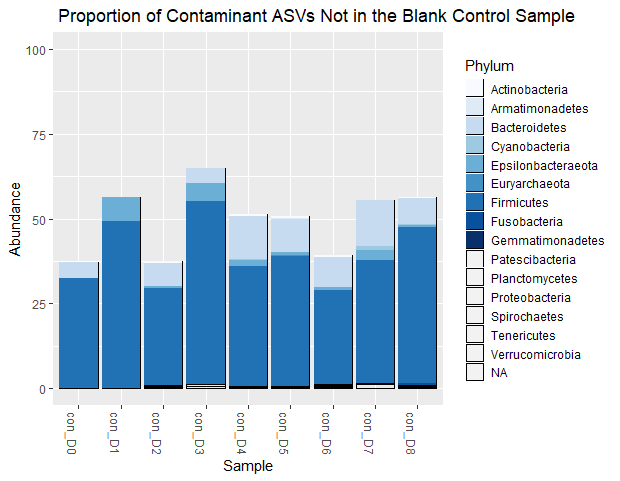 Proportion of Contaminant ASVs Not in the Blank Control Sample
Abundance
100
75
50
25
0
con_D0
con_D1
con_D2
con_D3
con_D4
con_D5
con_D6
con_D7
con_D8
Sample
Phylum
Actinobacteria
Armatimonadetes
Bacteroidetes
Cyanobacteria
Epsilonbacteraeota
Euryarchaeota
Firmicutes
Fusobacteria
Gemmatimonadetes
Patescibacteria
Planctomycetes
Proteobacteria
Spirochaetes
Tenericutes
Verrucomicrobia
NA